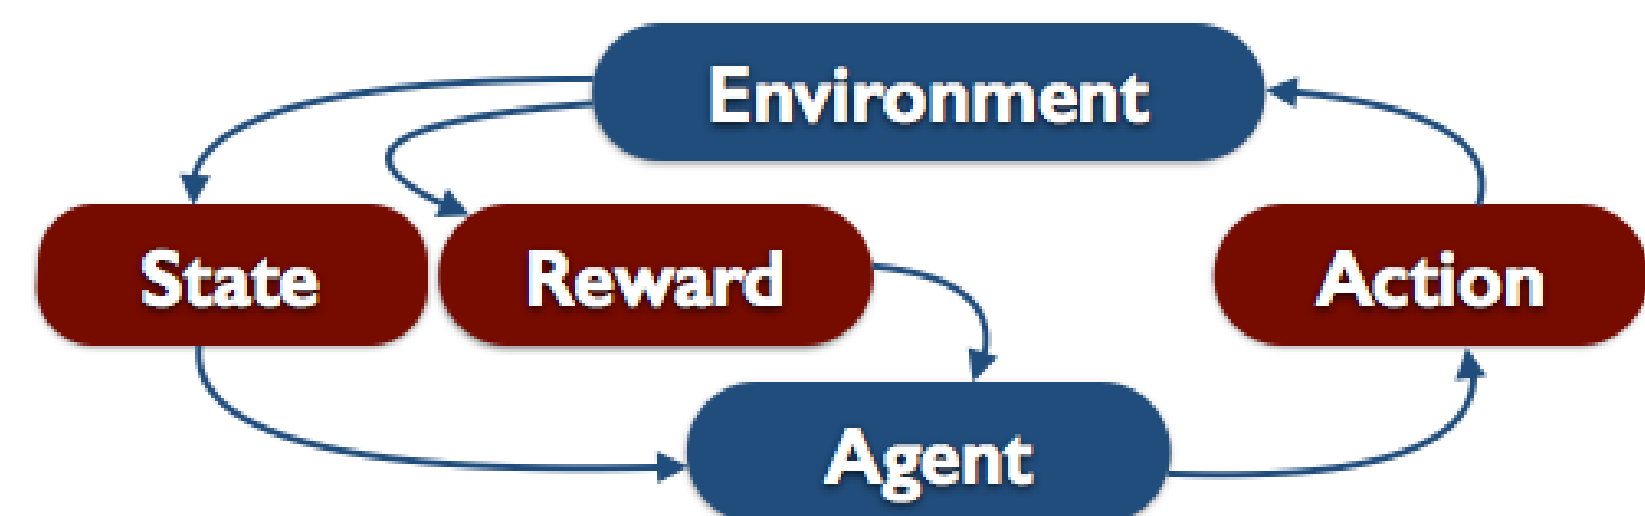 Environment
State
Reward
Action
Agent